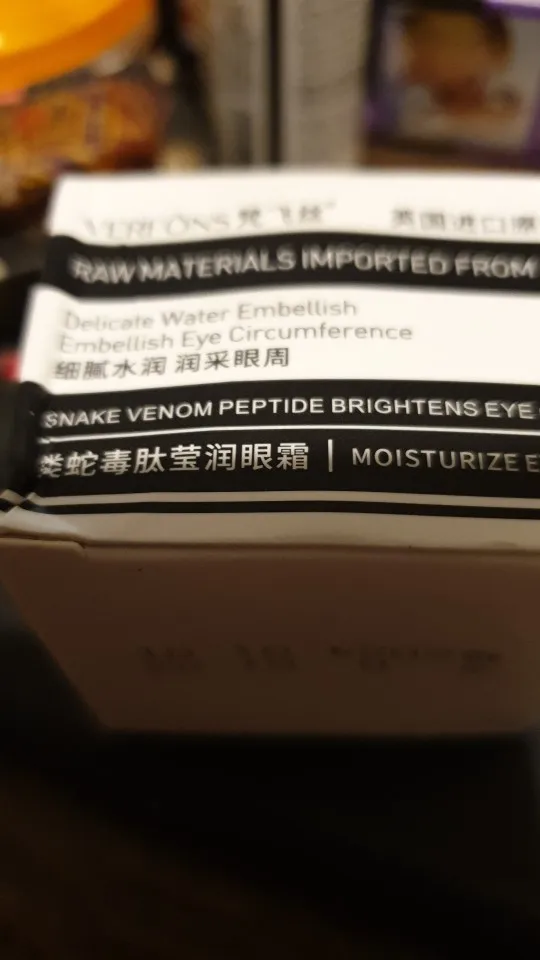 RAW MATERIALS IMPORTED FROM
Delicate Water Embellish
Embellish Eye Circumference
细腻水润 润采眼周
SNAKE VENOM PEPTIDE BRIGHTENS EYE
类蛇毒肽莹润眼霜 | MOISTURIZE E